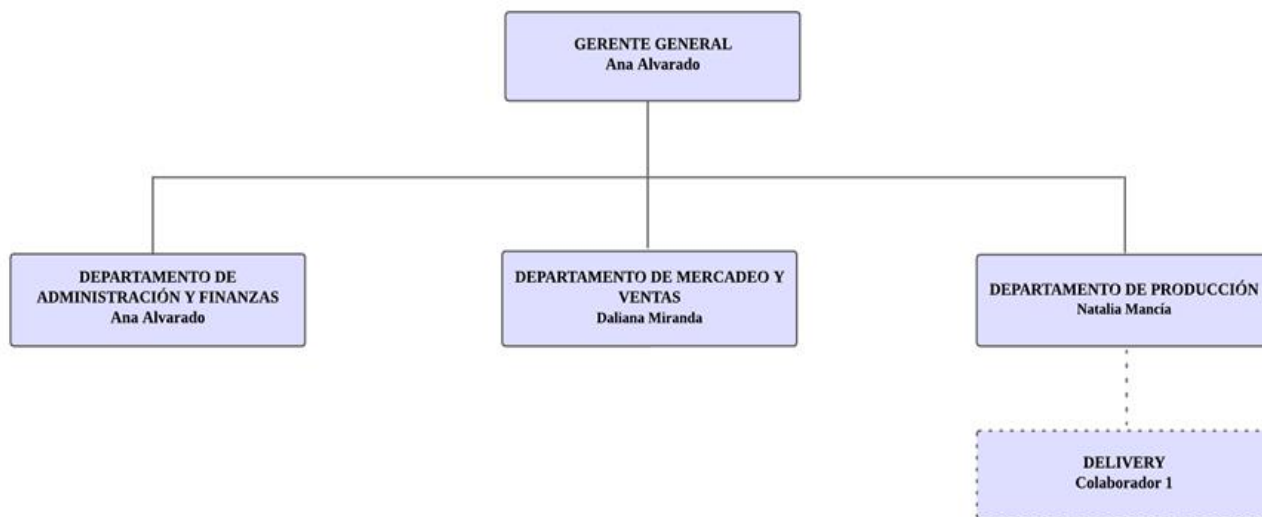 GERENTE GENERAL
Ana Alvarado
DEPARTAMENTO DE
ADMINISTRACIÓN Y FINANZAS
Ana Alvarado
DEPARTAMENTO DE MERCADEO Y
VENTAS
Daliana Miranda
DEPARTAMENTO DE PRODUCCIÓN
Natalia Mancía
DELIVERY
Colaborador 1